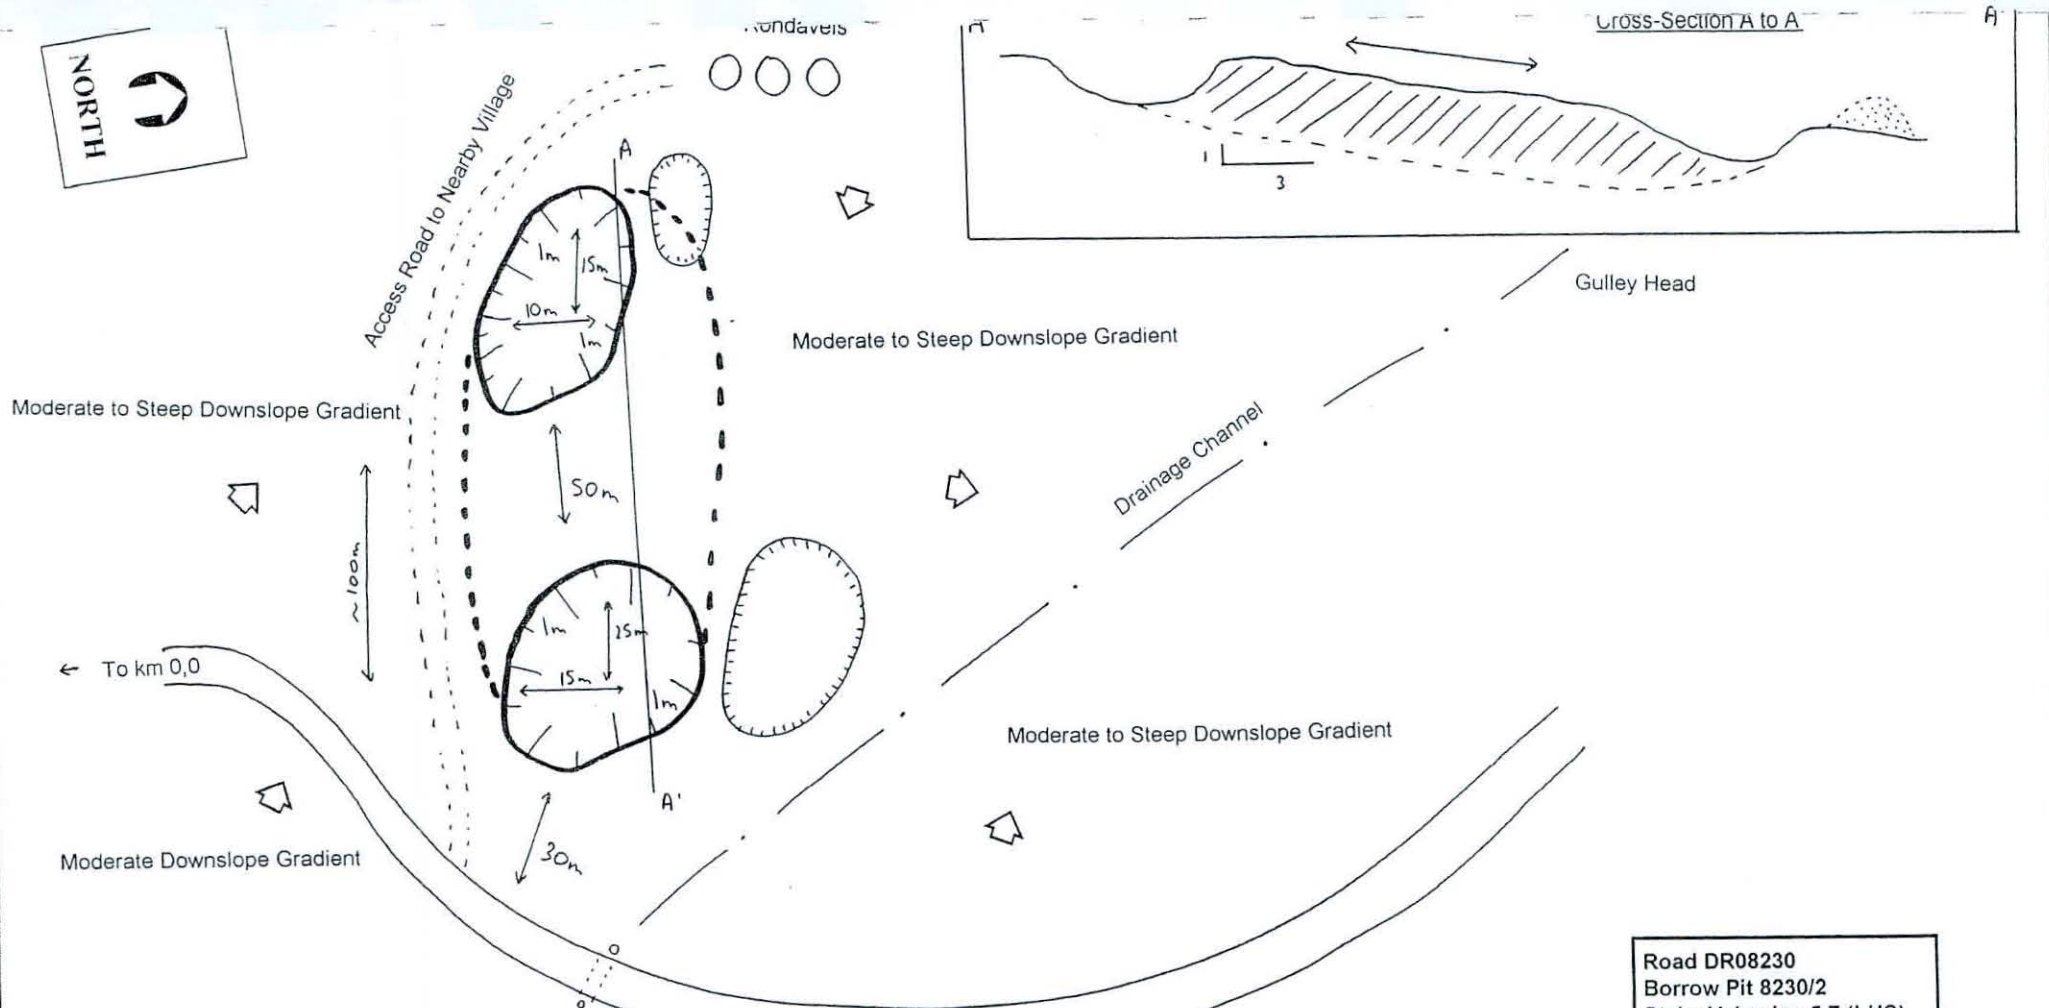 NORTH
Rondavels
Cross-Section A to A'
A
A'
1
3
Access Road to Nearby Village
A
1m
15m
10m
1m
Gulley Head
Moderate to Steep Downslope Gradient
Moderate to Steep Downslope Gradient
Drainage Channel
50m
~100m
1m
25m
15m
1m
← To km 0,0
Moderate to Steep Downslope Gradient
A'
30m
Moderate Downslope Gradient
Road DR08230
Borrow Pit 8230/2